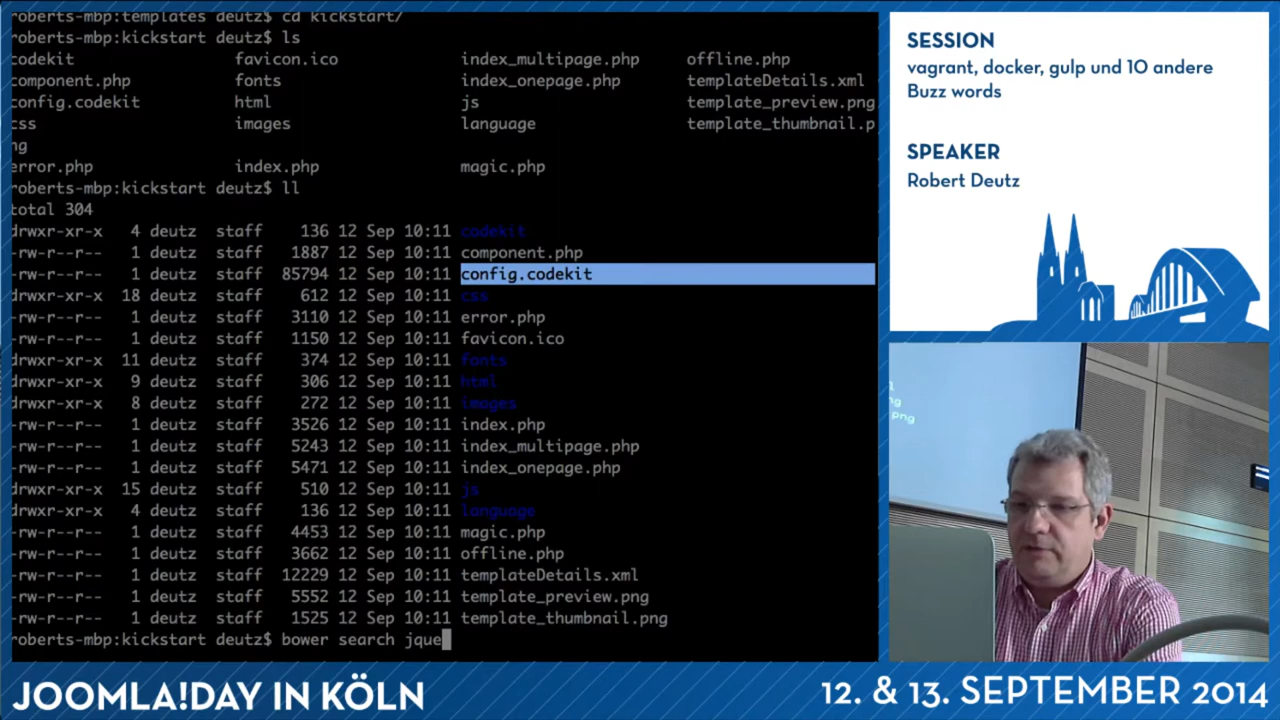 roberts-mbp:templates deutz$ cd kickstart/
roberts-mbp:kickstart deutz$ ls
codekit favicon.ico index_multipage.php offline.php
component.php fonts index_onepage.php templateDetails.xml
config.codekit html js template_preview.png
css images language template_thumbnail.p
ng
error.php index.php magic.php
roberts-mbp:kickstart deutz$ ll
total 304
drwxr-xr-x 4 deutz staff 136 12 Sep 10:11 codekit
-rw-r--r-- 1 deutz staff 1887 12 Sep 10:11 component.php
-rw-r--r-- 1 deutz staff 85794 12 Sep 10:11 config.codekit
drwxr-xr-x 18 deutz staff 612 12 Sep 10:11 css
-rw-r--r-- 1 deutz staff 3110 12 Sep 10:11 error.php
-rw-r--r-- 1 deutz staff 1150 12 Sep 10:11 favicon.ico
drwxr-xr-x 11 deutz staff 374 12 Sep 10:11 fonts
drwxr-xr-x 9 deutz staff 306 12 Sep 10:11 html
drwxr-xr-x 8 deutz staff 272 12 Sep 10:11 images
-rw-r--r-- 1 deutz staff 3526 12 Sep 10:11 index.php
-rw-r--r-- 1 deutz staff 5243 12 Sep 10:11 index_multipage.php
-rw-r--r-- 1 deutz staff 5471 12 Sep 10:11 index_onepage.php
drwxr-xr-x 15 deutz staff 510 12 Sep 10:11 js
drwxr-xr-x 4 deutz staff 136 12 Sep 10:11 language
-rw-r--r-- 1 deutz staff 4453 12 Sep 10:11 magic.php
-rw-r--r-- 1 deutz staff 3662 12 Sep 10:11 offline.php
-rw-r--r-- 1 deutz staff 12229 12 Sep 10:11 templateDetails.xml
-rw-r--r-- 1 deutz staff 5552 12 Sep 10:11 template_preview.png
-rw-r--r-- 1 deutz staff 1525 12 Sep 10:11 template_thumbnail.png
roberts-mbp:kickstart deutz$ bower search jque
SESSION
vagrant, docker, gulp und 10 andere
Buzz words
SPEAKER
Robert Deutz
ng
.png
JOOMLA!DAY IN KÖLN
12. & 13. SEPTEMBER 2014